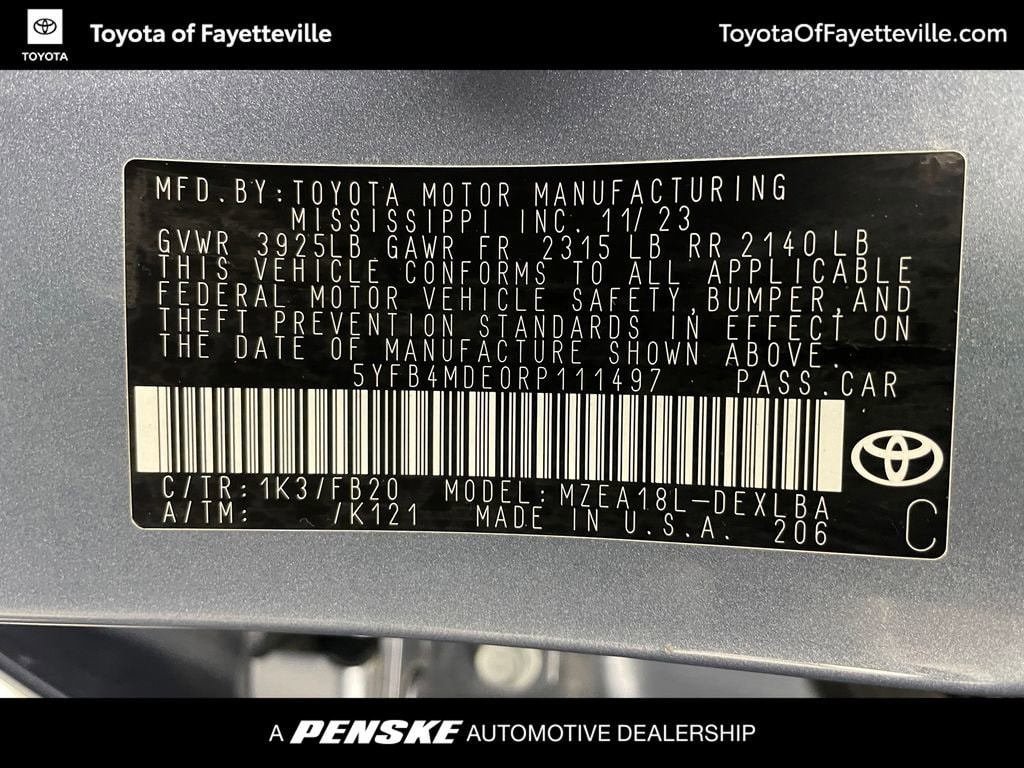 TOYOTA
Toyota of Fayetteville
ToyotaOfFayetteville.com
MFD.BY:TOYOTA MOTOR MANUFACTURING
MISSISSIPPI INC. 11/23
GVWR 3925LB GAWR FR 2315 LB RR 2140 LB
THIS VEHICLE CONFORMS TO ALL APPLICABLE
FEDERAL MOTOR VEHICLE SAFETY,BUMPER,AND
THEFT PREVENTION STANDARDS IN EFFECT ON
THE DATE OF MANUFACTURE SHOWN ABOVE.
5YFB4MDE0RP111497 PASS.CAR
C/TR:1K3/FB20 MODEL:MZEA18L-DEXLBA
A/TM: /K121 MADE IN U.S.A. 206
C
A PENSKE AUTOMOTIVE DEALERSHIP